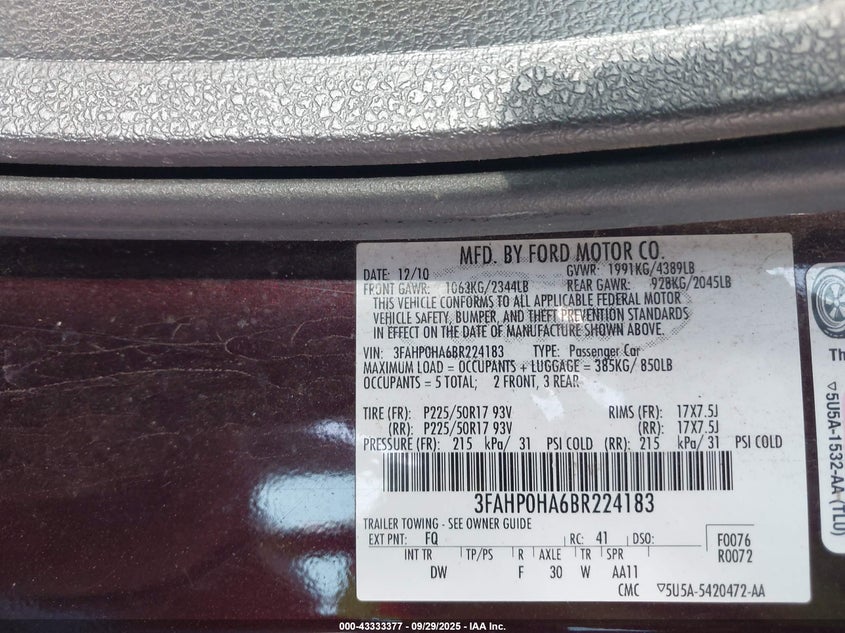 MFD. BY FORD MOTOR CO.
DATE: 12/10 GVWR: 1991KG/4389LB
FRONT GAWR: 1063KG/2344LB REAR GAWR: 928KG/2045LB
THIS VEHICLE CONFORMS TO ALL APPLICABLE FEDERAL MOTOR
VEHICLE SAFETY, BUMPER, AND THEFT PREVENTION STANDARDS
IN EFFECT ON THE DATE OF MANUFACTURE SHOWN ABOVE.
VIN: 3FAHP0HA6BR224183 TYPE: Passenger Car
MAXIMUM LOAD = OCCUPANTS + LUGGAGE = 385KG/ 850LB
OCCUPANTS = 5 TOTAL; 2 FRONT, 3 REAR
TIRE (FR): P225/50R17 93V RIMS (FR): 17X7.5J
(RR): P225/50R17 93V (RR): 17X7.5J
PRESSURE (FR): 215 kPa/ 31 PSI COLD (RR): 215 kPa/ 31 PSI COLD
3FAHP0HA6BR224183
TRAILER TOWING - SEE OWNER GUIDE
EXT PNT: FQ RC: 41 DSO: F0076
INT TR TP/PS R AXLE TR SPR R0072
DW F 30 W AA11
CMC ▽5U5A-5420472-AA
Th
▽5U5A-1532-AA (TLU)
000-43333377 - 09/29/2025 - IAA Inc.